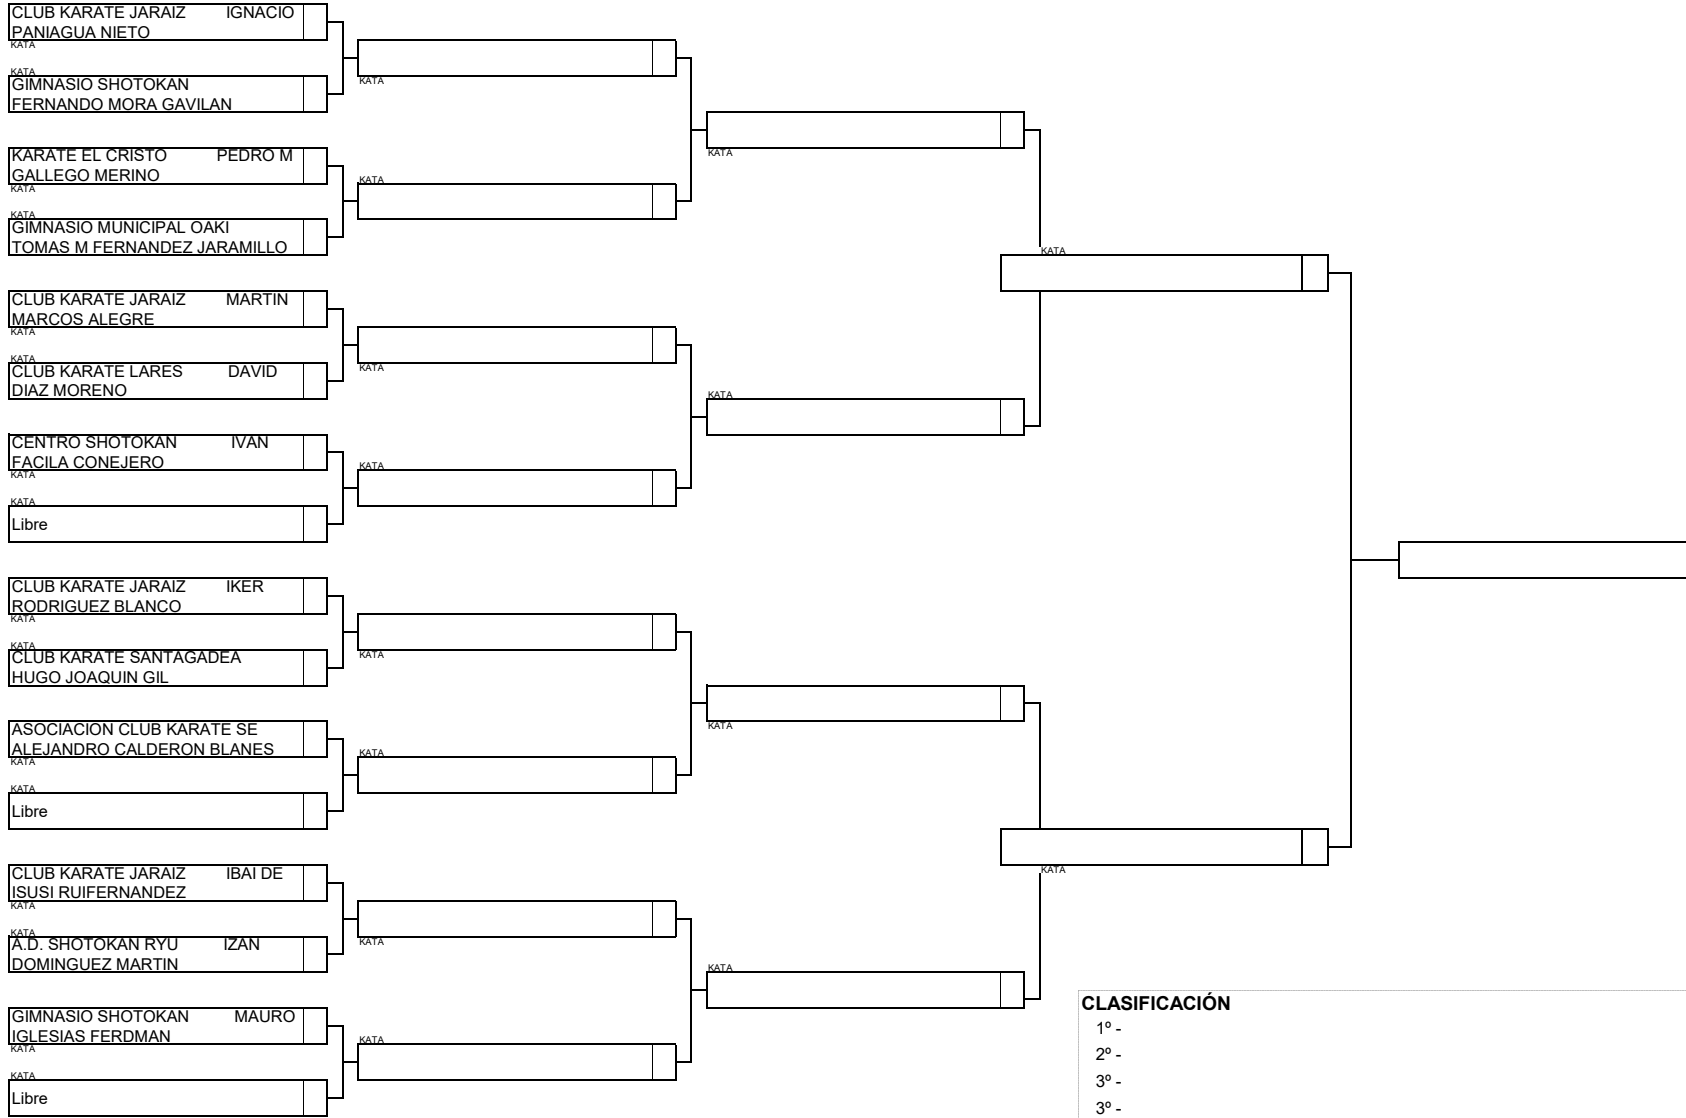 CLUB KARATE JARAIZ IGNACIO
PANIAGUA NIETO
KATA
KATA
GIMNASIO SHOTOKAN
FERNANDO MORA GAVILAN
KATA
KARATE EL CRISTO PEDRO M
GALLEGO MERINO
KATA
KATA
KATA
GIMNASIO MUNICIPAL OAKI
TOMAS M FERNANDEZ JARAMILLO
KATA
KATA
CLUB KARATE JARAIZ MARTIN
MARCOS ALEGRE
KATA
KATA
CLUB KARATE LARES DAVID
DIAZ MORENO
KATA
KATA
CENTRO SHOTOKAN IVAN
FACILA CONEJERO
KATA
KATA
KATA
Libre
CLUB KARATE JARAIZ IKER
RODRIGUEZ BLANCO
KATA
KATA
CLUB KARATE SANTAGADEA
HUGO JOAQUIN GIL
KATA
ASOCIACION CLUB KARATE SE
ALEJANDRO CALDERON BLANES
KATA
KATA
KATA
KATA
Libre
CLUB KARATE JARAIZ IBAI DE
ISUSI RUIFERNANDEZ
KATA
KATA
KATA
A.D. SHOTOKAN RYU IZAN
DOMINGUEZ MARTIN
KATA
KATA
GIMNASIO SHOTOKAN MAURO
IGLESIAS FERDMAN
KATA
KATA
KATA
Libre
CLASIFICACIÓN
1º -
2º -
3º -
3º -